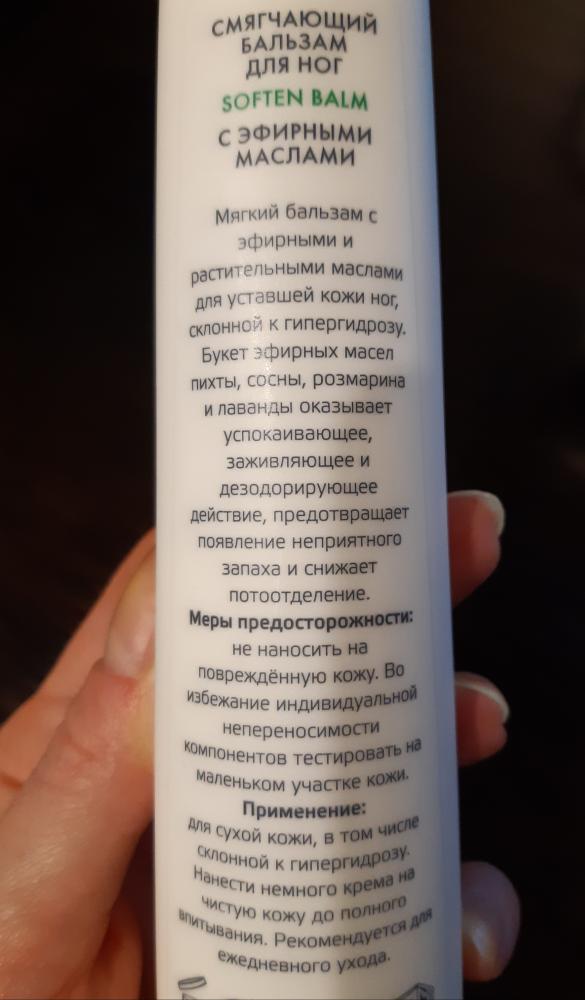 СМЯГЧАЮЩИЙ
БАЛЬЗАМ
ДЛЯ НОГ
SOFTEN BALM
С ЭФИРНЫМИ
МАСЛАМИ
Мягкий бальзам с
эфирными и
растительными маслами
для уставшей кожи ног,
склонной к гипергидрозу.
Букет эфирных масел
пихты, сосны, розмарина
и лаванды оказывает
успокаивающее,
заживляющее и
дезодорирующее
действие, предотвращает
появление неприятного
запаха и снижает
потоотделение.
Меры предосторожности:
не наносить на
повреждённую кожу. Во
избежание индивидуальной
непереносимости
компонентов тестировать на
маленьком участке кожи.
Применение:
для сухой кожи, в том числе
склонной к гипергидрозу.
Нанести немного крема на
чистую кожу до полного
впитывания. Рекомендуется для
ежедневного ухода.